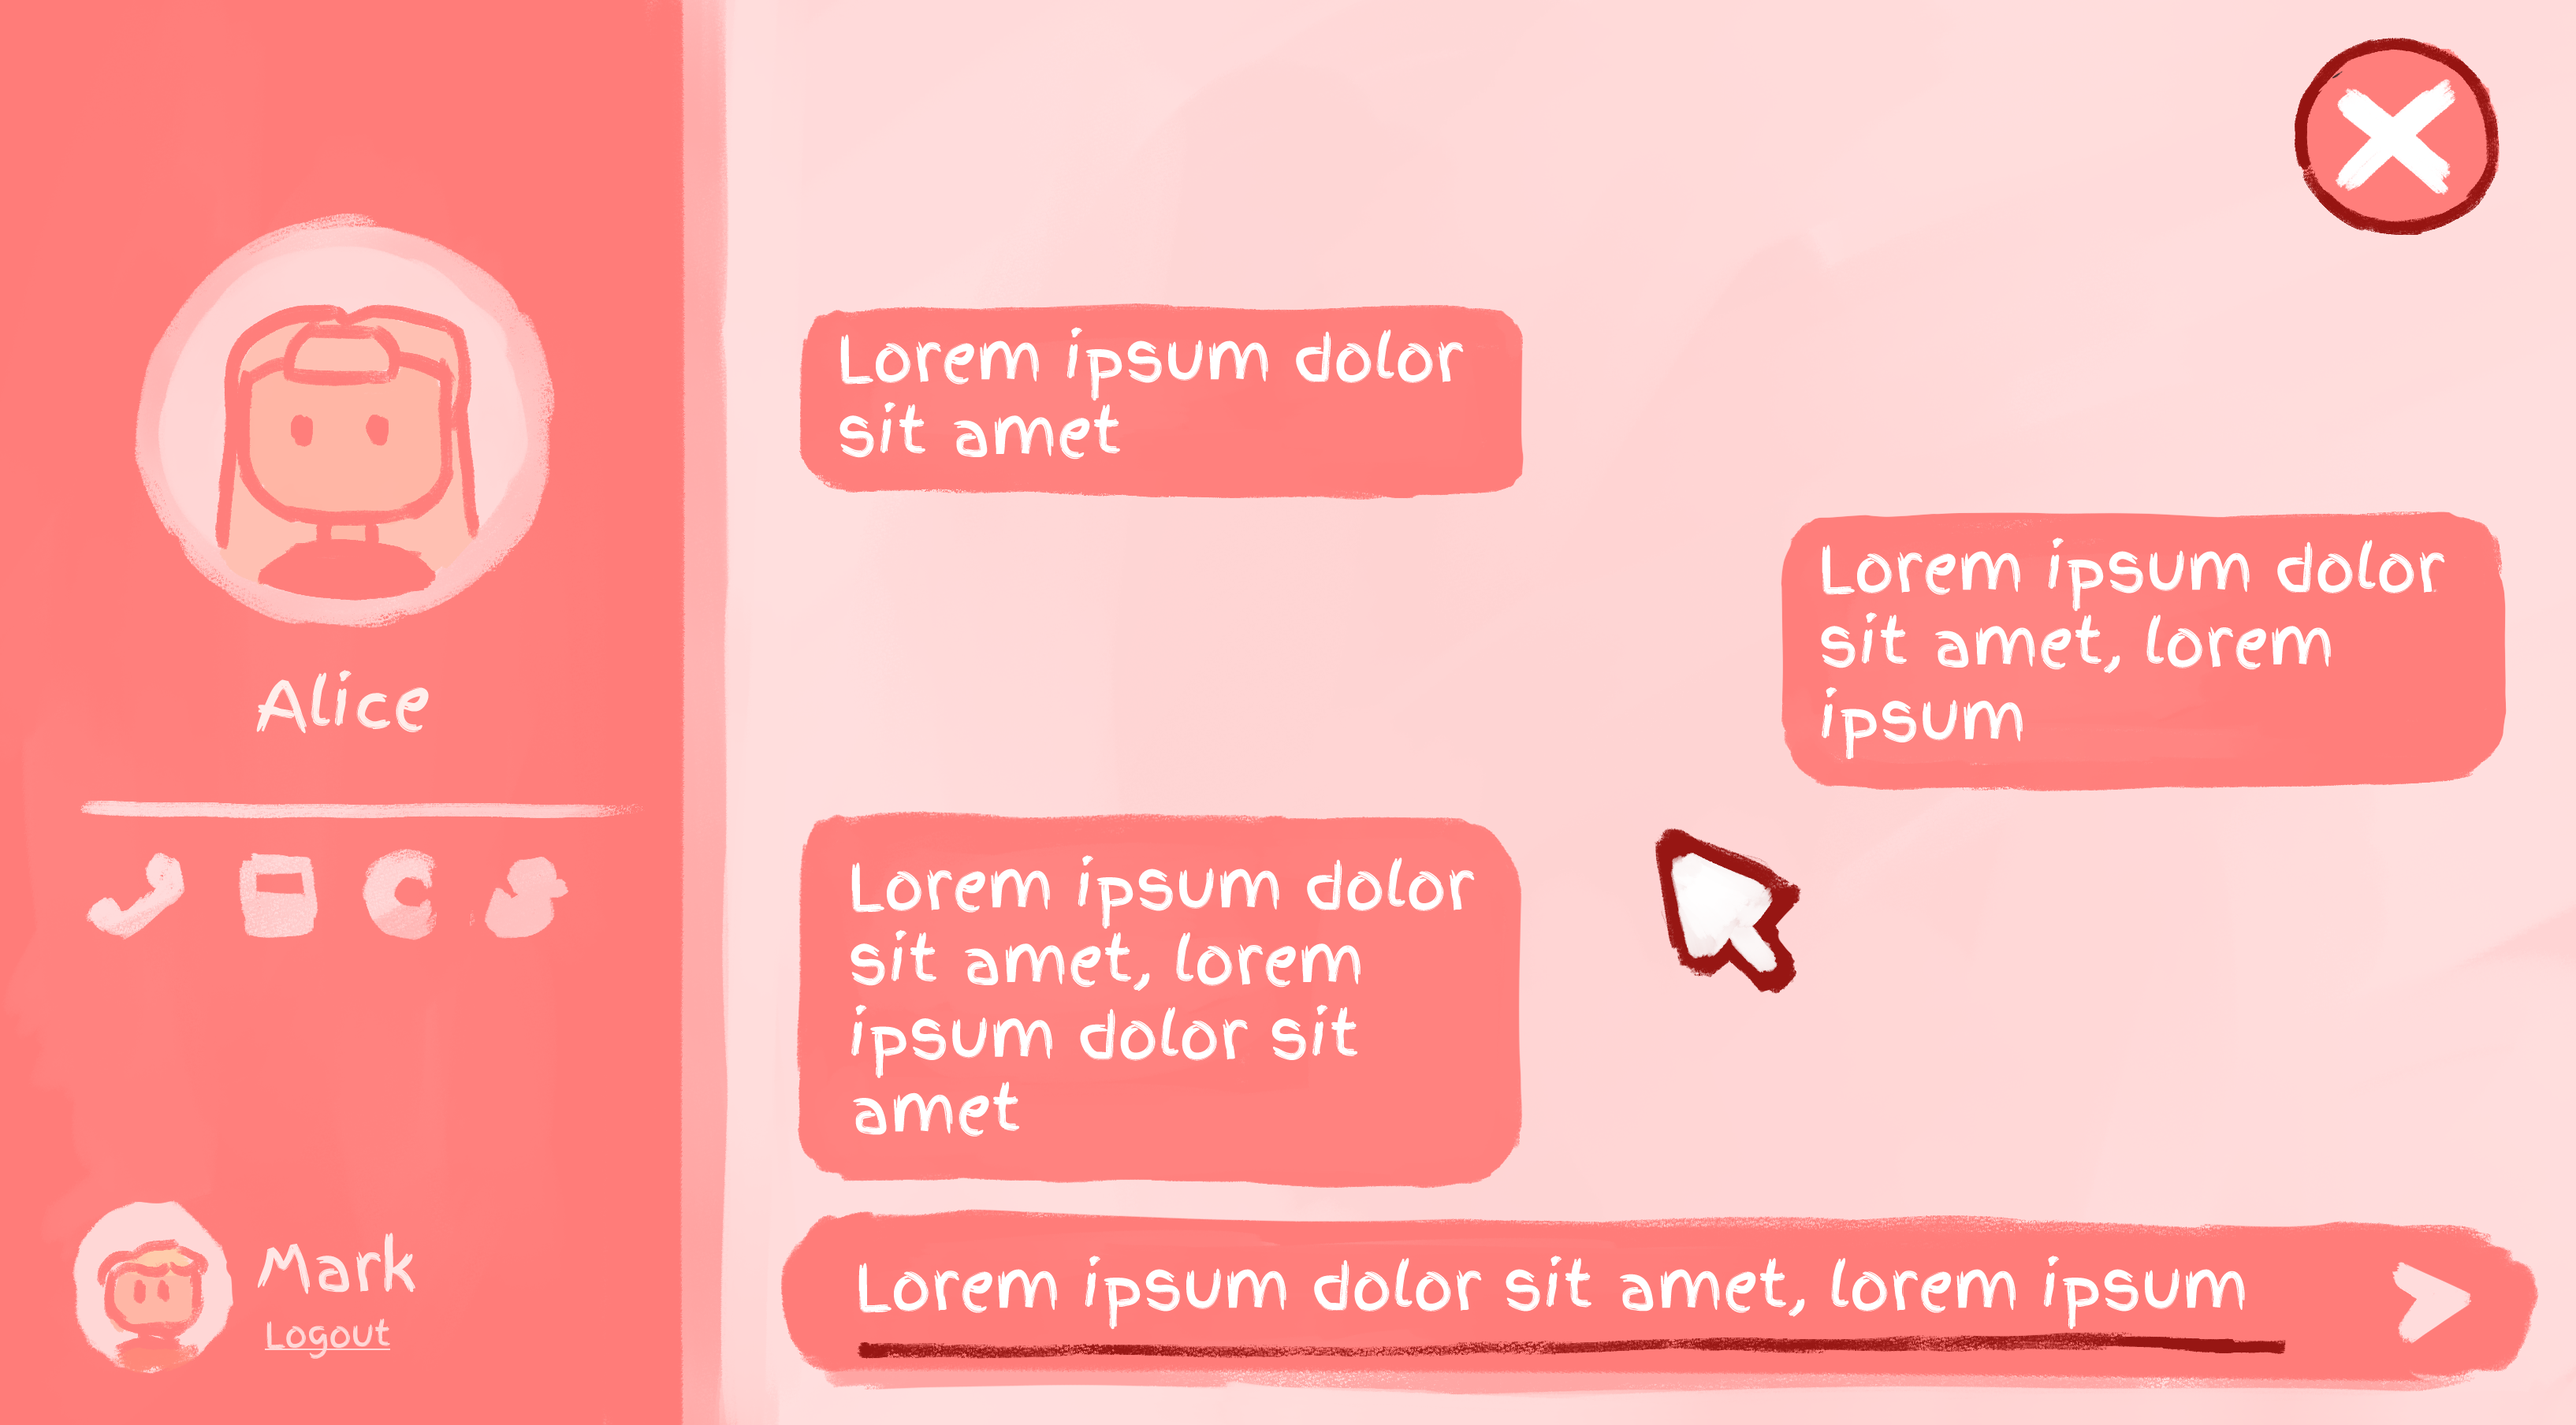 Alice
Mark
Logout
Lorem ipsum dolor
sit amet
Lorem ipsum dolor
sit amet, lorem
ipsum
Lorem ipsum dolor
sit amet, lorem
ipsum dolor sit
amet
Lorem ipsum dolor sit amet, lorem ipsum